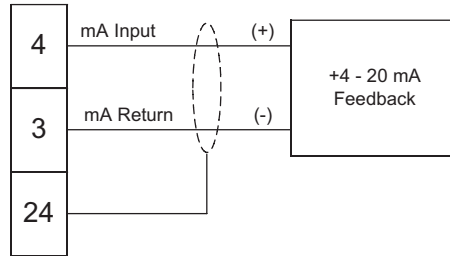 4
mA Input
(+)
+4 - 20 mA
Feedback
3
mA Return
(-)
24